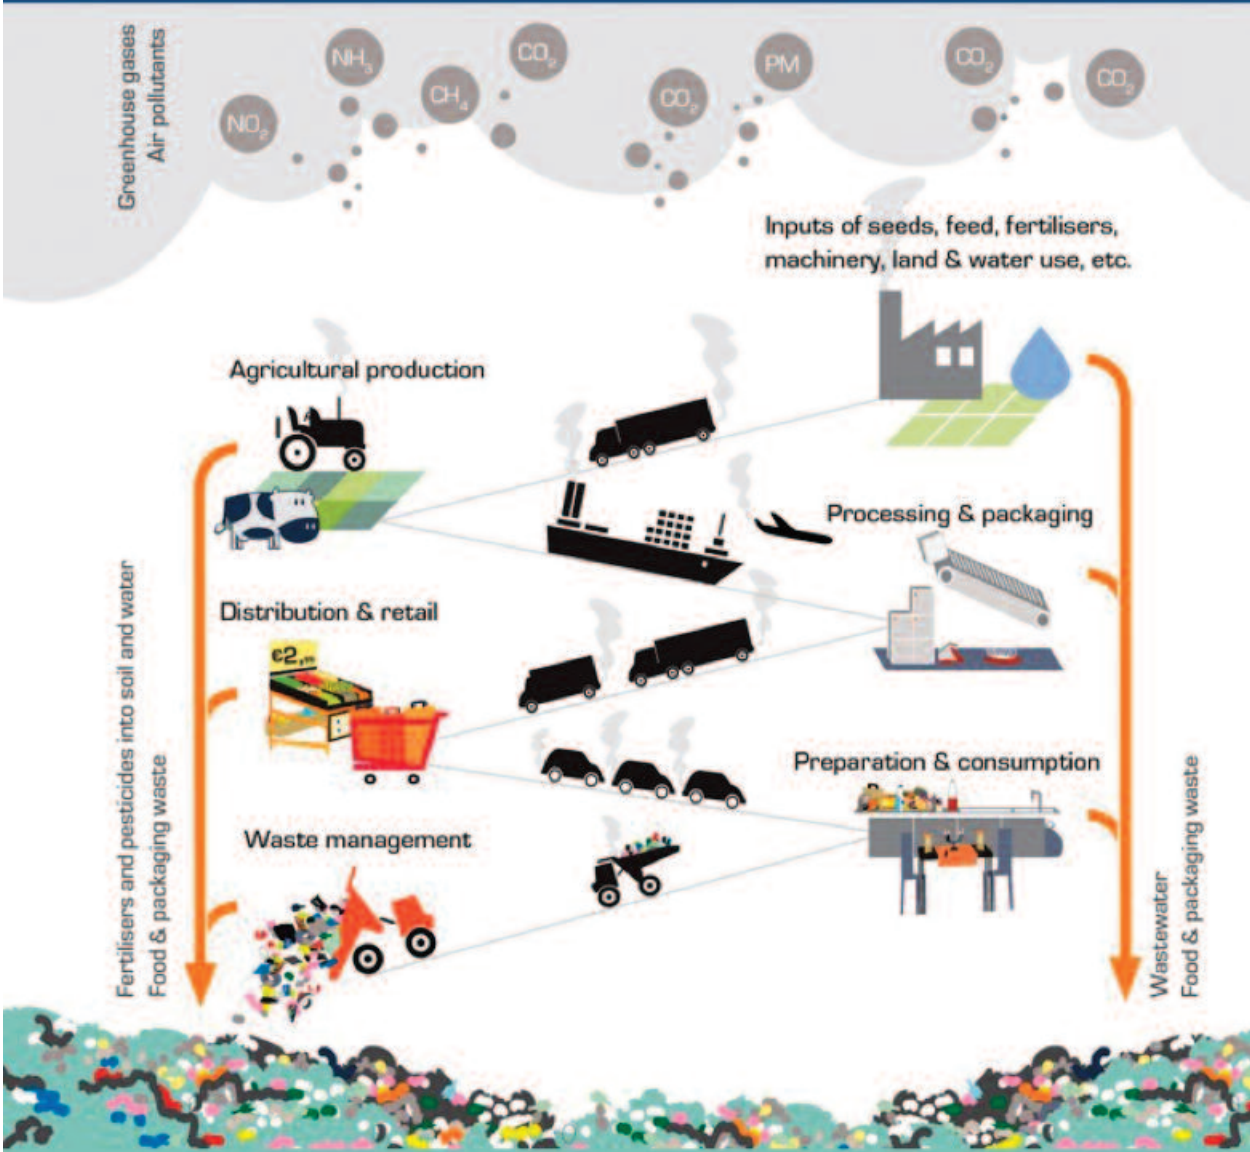 Greenhouse gases
Air pollutants
NO₂
NH₃
CH₄
CO₂
CO₂
PM
CO₂
CO₂
Inputs of seeds, feed, fertilisers,
machinery, land & water use, etc.
Agricultural production
Processing & packaging
Distribution & retail
Preparation & consumption
Waste management
Fertilisers and pesticides into soil and water
Food & packaging waste
Wastewater
Food & packaging waste